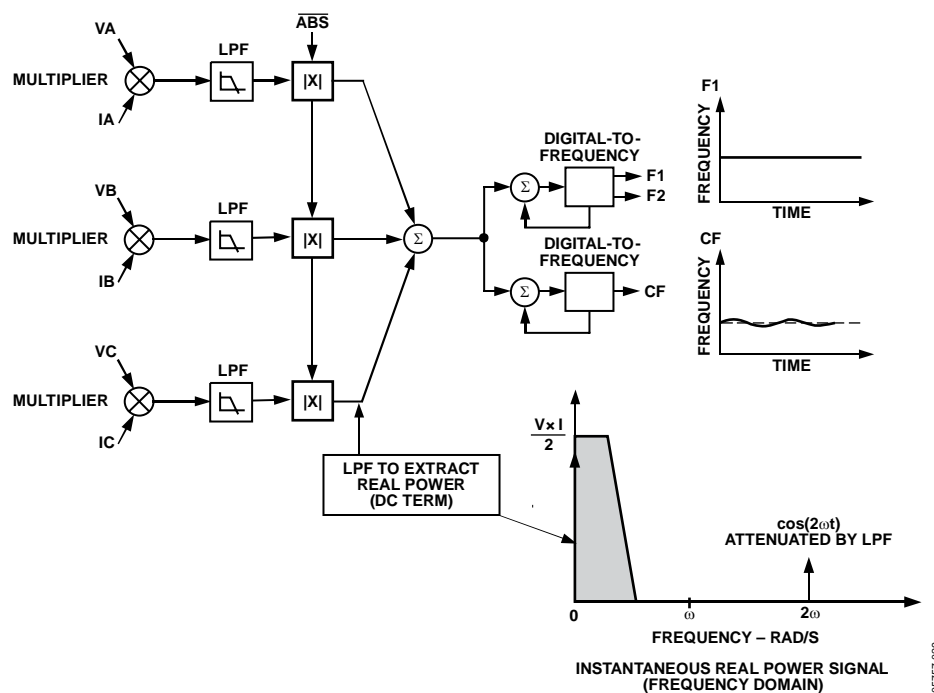 VA
ABS
LPF
MULTIPLIER
|X|
IA
VB
LPF
MULTIPLIER
|X|
IB
VC
LPF
MULTIPLIER
|X|
IC
Σ
DIGITAL-TO-
FREQUENCY
Σ
F1
F2
DIGITAL-TO-
FREQUENCY
Σ
CF
F1
FREQUENCY
TIME
CF
FREQUENCY
TIME
LPF TO EXTRACT
REAL POWER
(DC TERM)
V × I
2
cos(2ωt)
ATTENUATED BY LPF
0
ω
2ω
FREQUENCY – RAD/S
INSTANTANEOUS REAL POWER SIGNAL
(FREQUENCY DOMAIN)